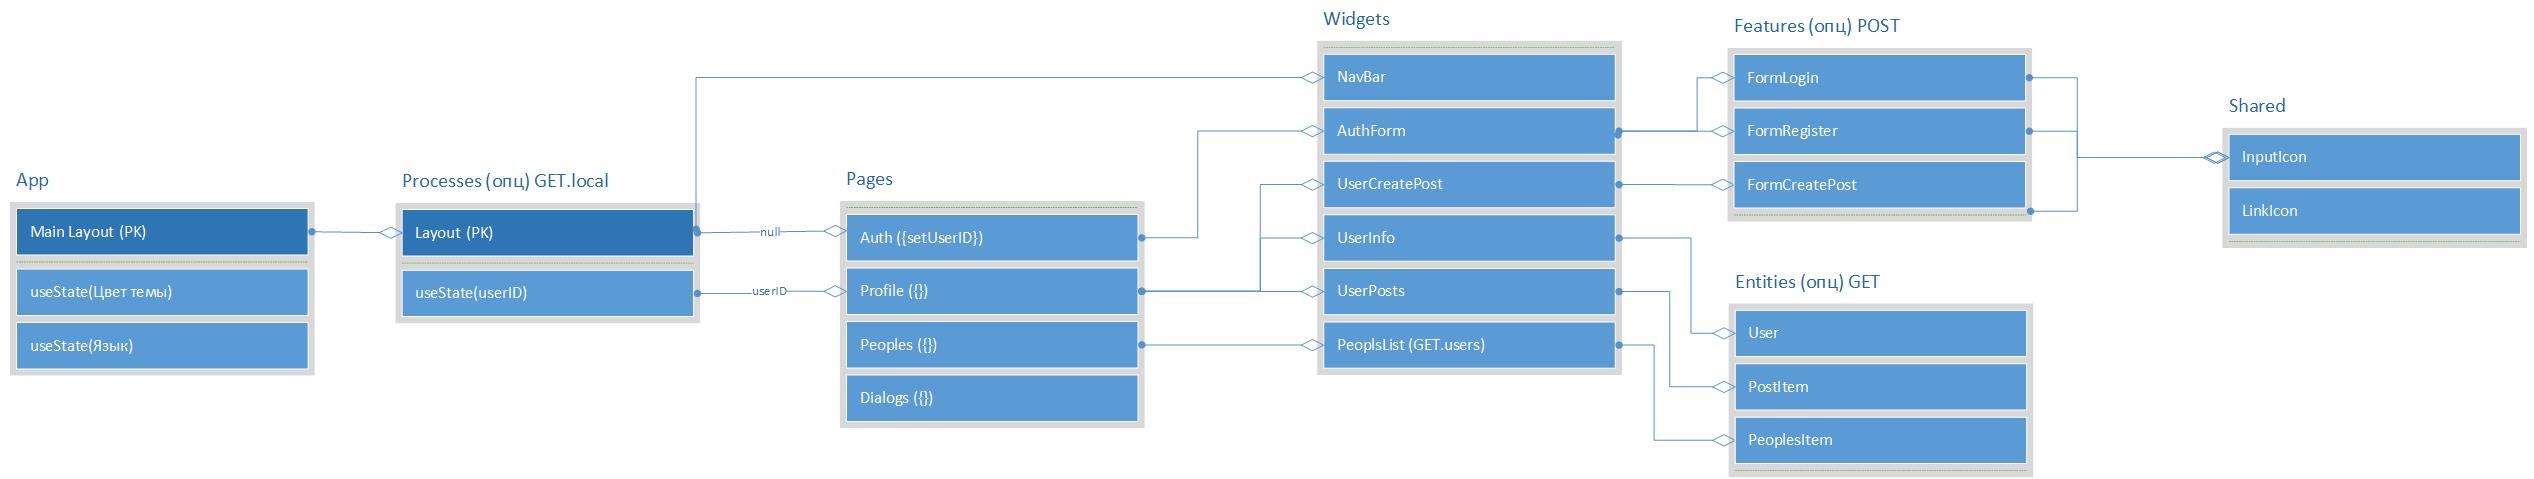 App
Main Layout (PK)
useState(Цвет темы)
useState(Язык)
Processes (опц) GET.local
Layout (PK)
useState(userID)
null
userID
Pages
Auth ({setUserID})
Profile ({})
Peoples ({})
Dialogs ({})
Widgets
NavBar
AuthForm
UserCreatePost
UserInfo
UserPosts
PeoplsList (GET.users)
Features (опц) POST
FormLogin
FormRegister
FormCreatePost
Entities (опц) GET
User
PostItem
PeoplesItem
Shared
InputIcon
LinkIcon